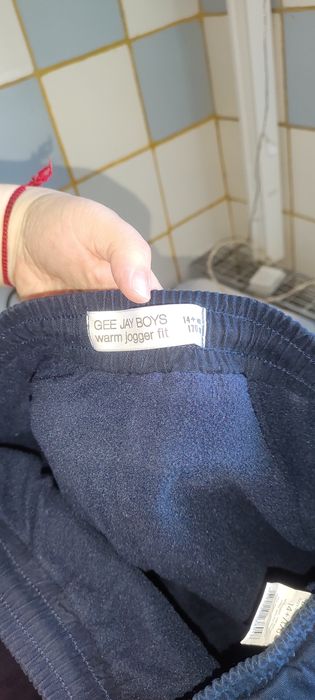 GEE JAY BOYS
warm jogger fit
14+
170